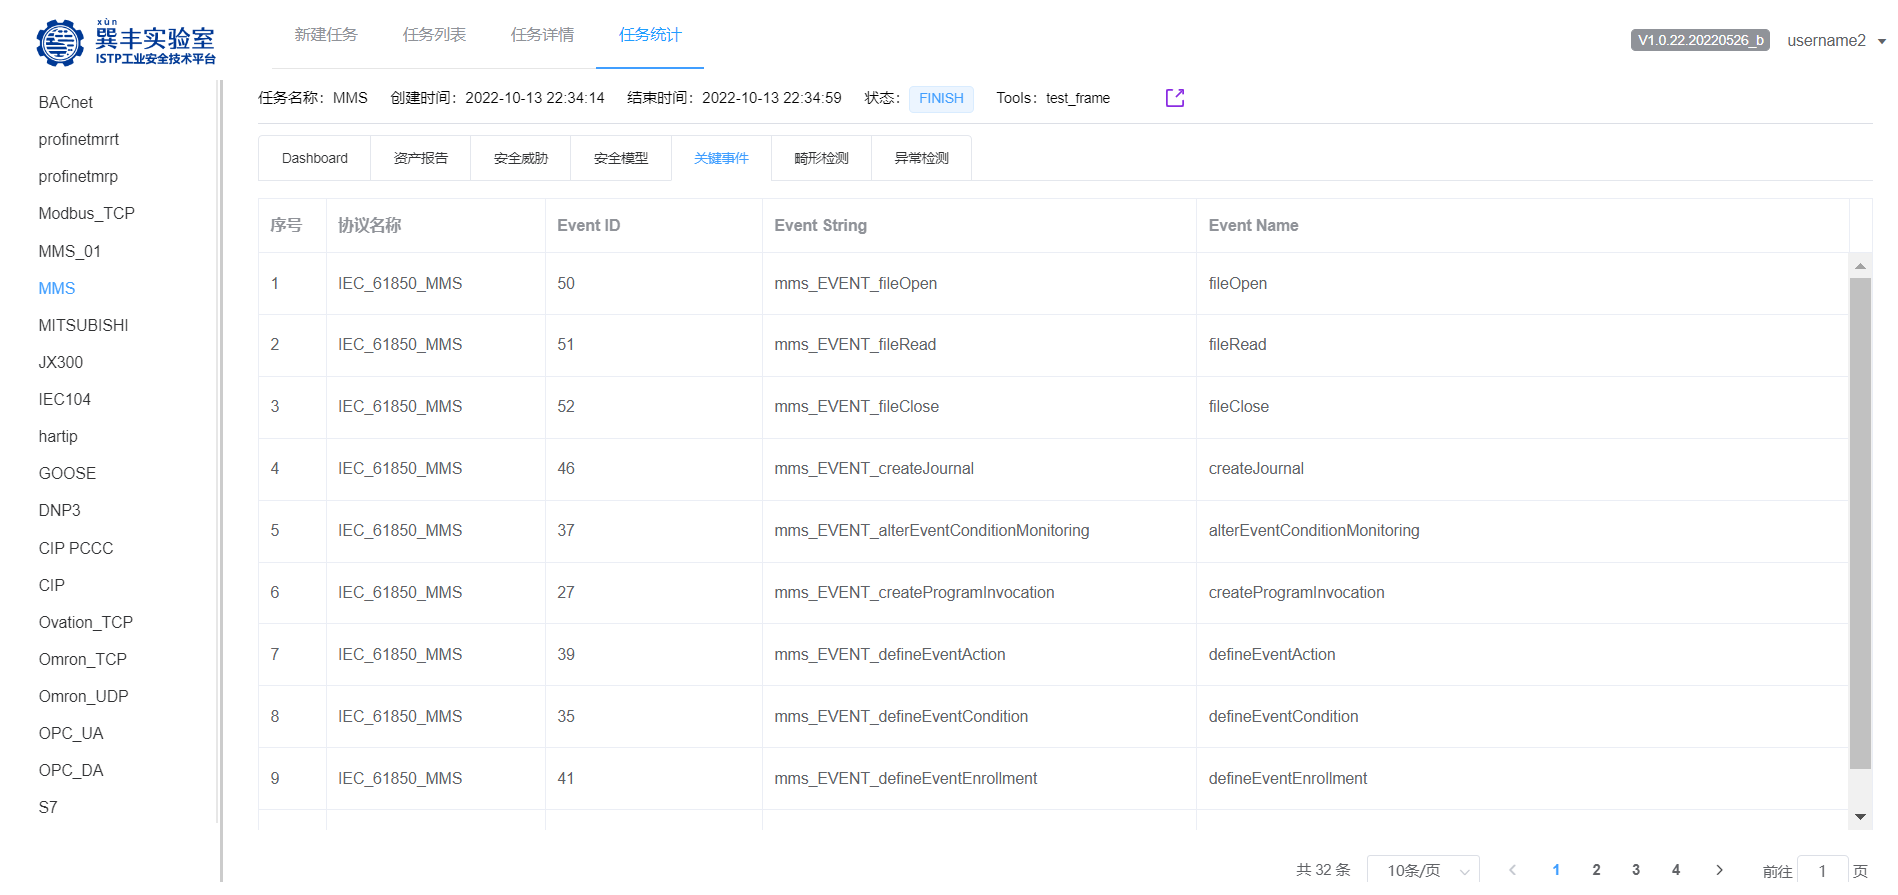 xùn
巽丰实验室
ISTP工业安全技术平台
新建任务 任务列表 任务详情 任务统计
V1.0.22.20220526_b username2
任务名称：MMS 创建时间：2022-10-13 22:34:14 结束时间：2022-10-13 22:34:59 状态：FINISH Tools：test_frame
BACnet
profinetmrrt
profinetmrp
Modbus_TCP
MMS_01
MMS
MITSUBISHI
JX300
IEC104
hartip
GOOSE
DNP3
CIP PCCC
CIP
Ovation_TCP
Omron_TCP
Omron_UDP
OPC_UA
OPC_DA
S7
Dashboard 资产报告 安全威胁 安全模型 关键事件 畸形检测 异常检测
序号 协议名称 Event ID Event String Event Name
1 IEC_61850_MMS 50 mms_EVENT_fileOpen fileOpen
2 IEC_61850_MMS 51 mms_EVENT_fileRead fileRead
3 IEC_61850_MMS 52 mms_EVENT_fileClose fileClose
4 IEC_61850_MMS 46 mms_EVENT_createJournal createJournal
5 IEC_61850_MMS 37 mms_EVENT_alterEventConditionMonitoring alterEventConditionMonitoring
6 IEC_61850_MMS 27 mms_EVENT_createProgramInvocation createProgramInvocation
7 IEC_61850_MMS 39 mms_EVENT_defineEventAction defineEventAction
8 IEC_61850_MMS 35 mms_EVENT_defineEventCondition defineEventCondition
9 IEC_61850_MMS 41 mms_EVENT_defineEventEnrollment defineEventEnrollment
共 32 条 10条/页 1 2 3 4 前往 1 页